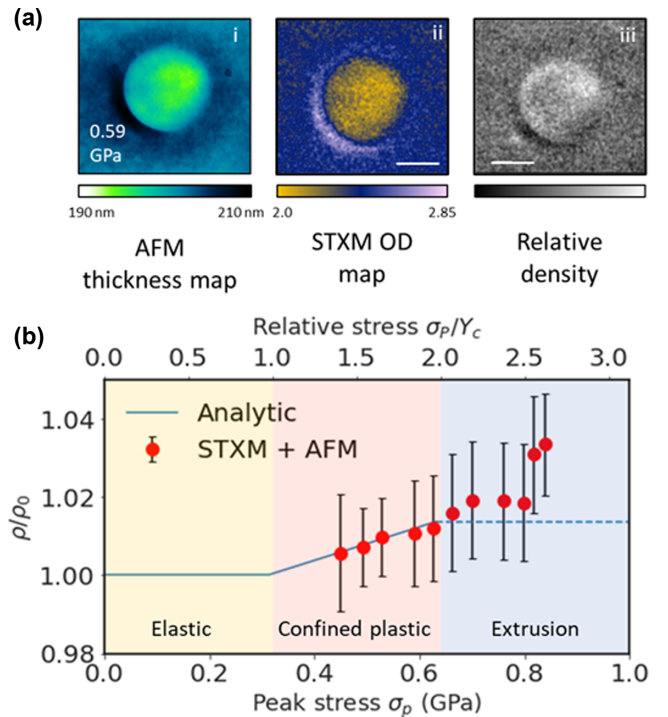 (a)
i
ii
iii
0.59
GPa
190 nm 210 nm
2.0 2.85
AFM
thickness map
STXM OD
map
Relative
density
(b)
Relative stress σP/Yc
0.0 0.5 1.0 1.5 2.0 2.5 3.0
Analytic
STXM + AFM
1.04
1.02
1.00
0.98
ρ/ρ0
Elastic
Confined plastic
Extrusion
0.0 0.2 0.4 0.6 0.8 1.0
Peak stress σp (GPa)